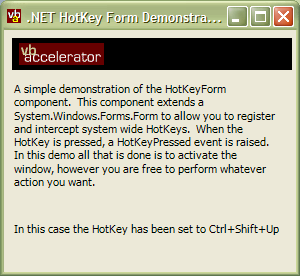 .NET HotKey Form Demonstra...
vb
a
vb
accelerator
A simple demonstration of the HotKeyForm
component. This component extends a
System.Windows.Forms.Form to allow you to register
and intercept system wide HotKeys. When the
HotKey is pressed, a HotKeyPressed event is raised.
In this demo all that is done is to activate the
window, however you are free to perform whatever
action you want.
In this case the HotKey has been set to Ctrl+Shift+Up